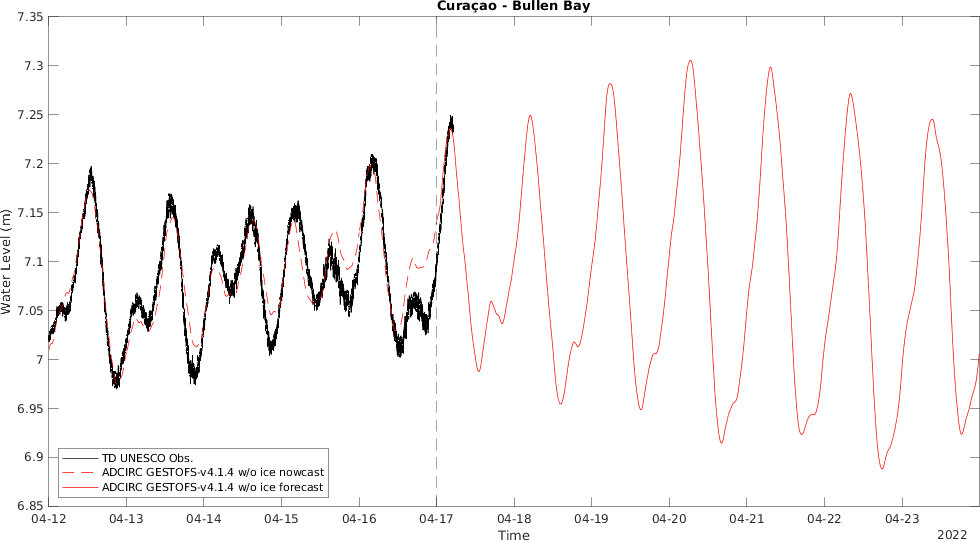 Curaçao - Bullen Bay
7.35
7.3
7.25
7.2
7.15
7.1
7.05
7
6.95
6.9
6.85
Water Level (m)
TD UNESCO Obs.
ADCIRC GESTOFS-v4.1.4 w/o ice nowcast
ADCIRC GESTOFS-v4.1.4 w/o ice forecast
04-12 04-13 04-14 04-15 04-16 04-17 04-18 04-19 04-20 04-21 04-22 04-23
Time
2022